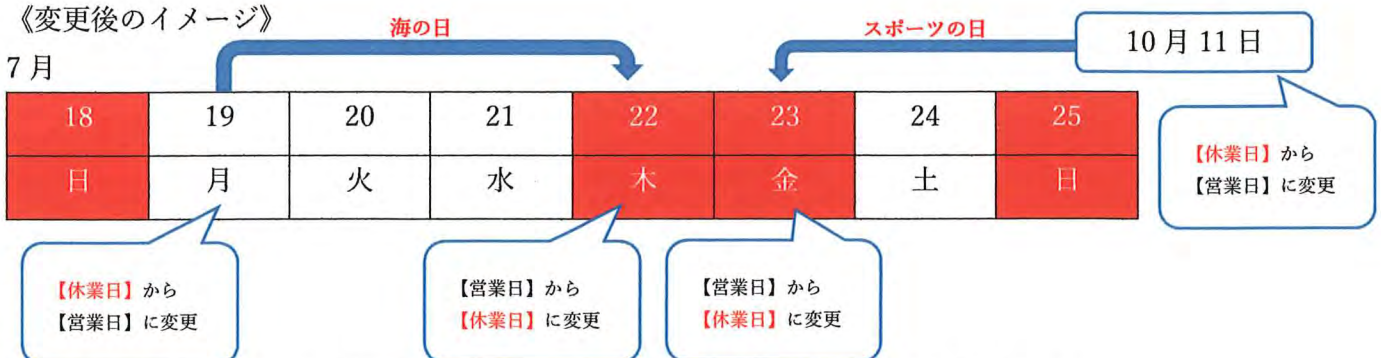 《変更後のイメージ》
海の日
スポーツの日
10月11日
7月
18 19 20 21 22 23 24 25
日 月 火 水 木 金 土 日
【休業日】から
【営業日】に変更
【休業日】から
【営業日】に変更
【営業日】から
【休業日】に変更
【営業日】から
【休業日】に変更